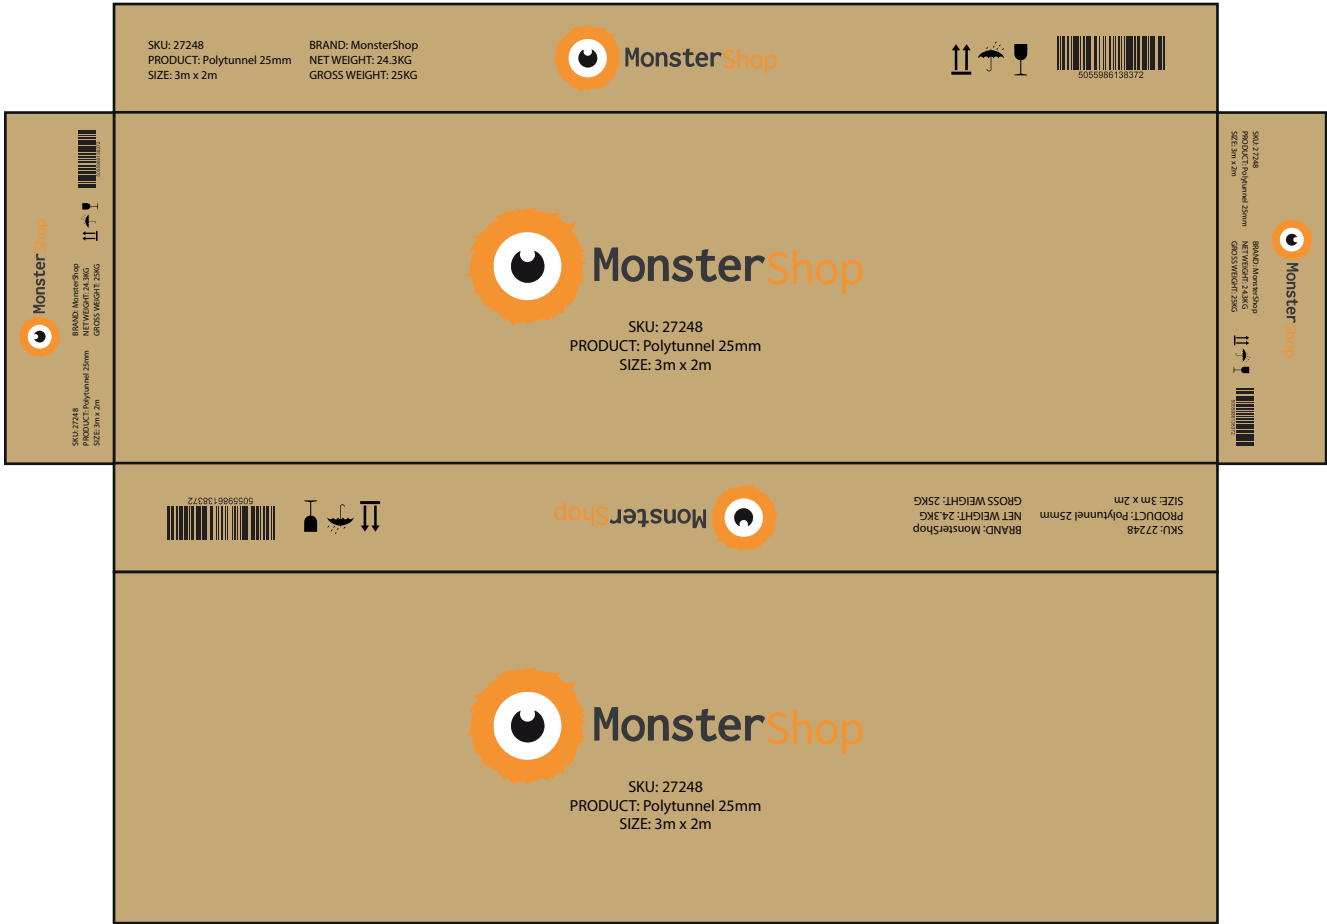 SKU: 27248
PRODUCT: Polytunnel 25mm
SIZE: 3m x 2m
BRAND: MonsterShop
NET WEIGHT: 24.3KG
GROSS WEIGHT: 25KG
MonsterShop
5055986138372
5055986138372
MonsterShop
BRAND: MonsterShop
NET WEIGHT: 24.3KG
GROSS WEIGHT: 25KG
SKU: 27248
PRODUCT: Polytunnel 25mm
SIZE: 3m x 2m
MonsterShop
SKU: 27248
PRODUCT: Polytunnel 25mm
SIZE: 3m x 2m
SKU: 27248
PRODUCT: Polytunnel 25mm
SIZE: 3m x 2m
BRAND: MonsterShop
NET WEIGHT: 24.3KG
GROSS WEIGHT: 25KG
MonsterShop
5055986138372
SKU: 27248
PRODUCT: Polytunnel 25mm
SIZE: 3m x 2m
BRAND: MonsterShop
NET WEIGHT: 24.3KG
GROSS WEIGHT: 25KG
MonsterShop
5055986138372
MonsterShop
SKU: 27248
PRODUCT: Polytunnel 25mm
SIZE: 3m x 2m